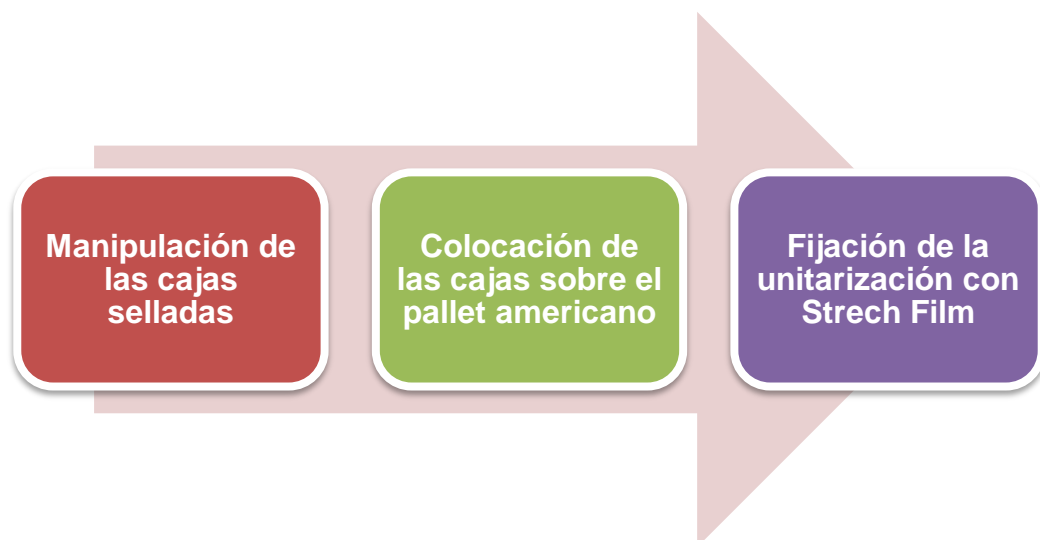 Manipulación de
las cajas
selladas
Colocación de
las cajas sobre el
pallet americano
Fijación de la
unitarización con
Strech Film